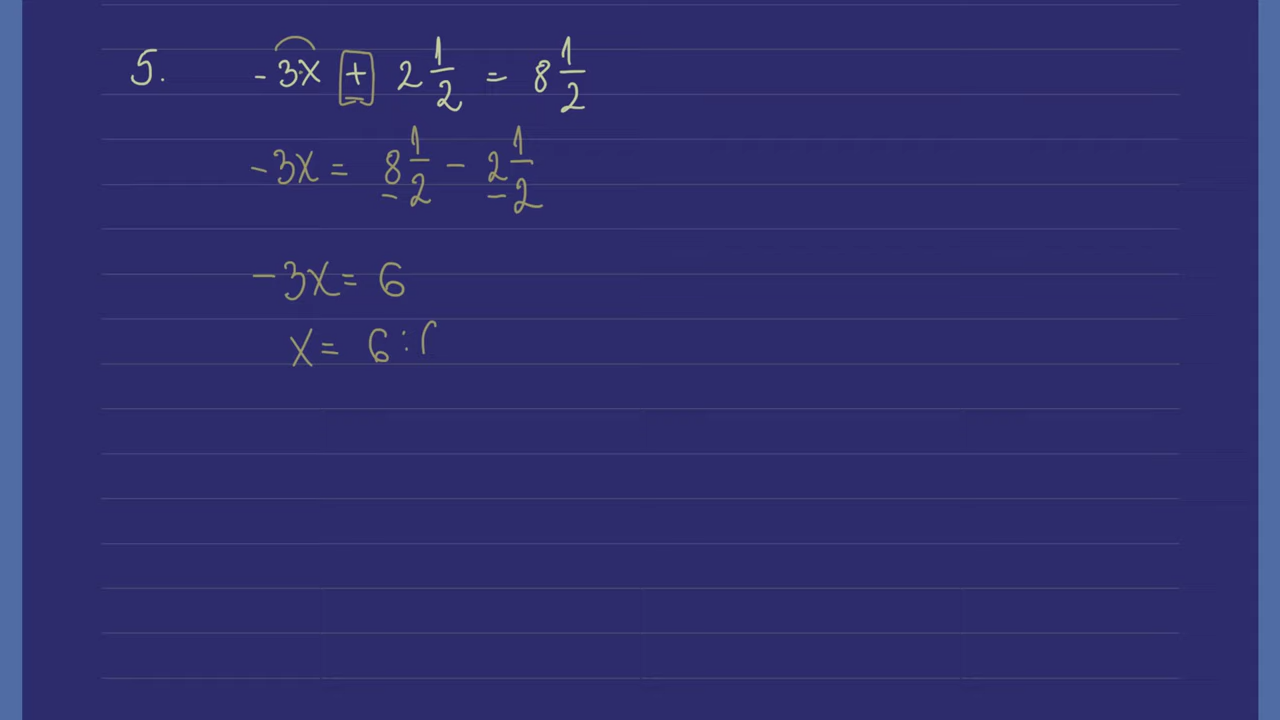 5. -3x + 2 1/2 = 8 1/2
-3x = 8 1/2 - 2 1/2
-3x = 6
x = 6 : (